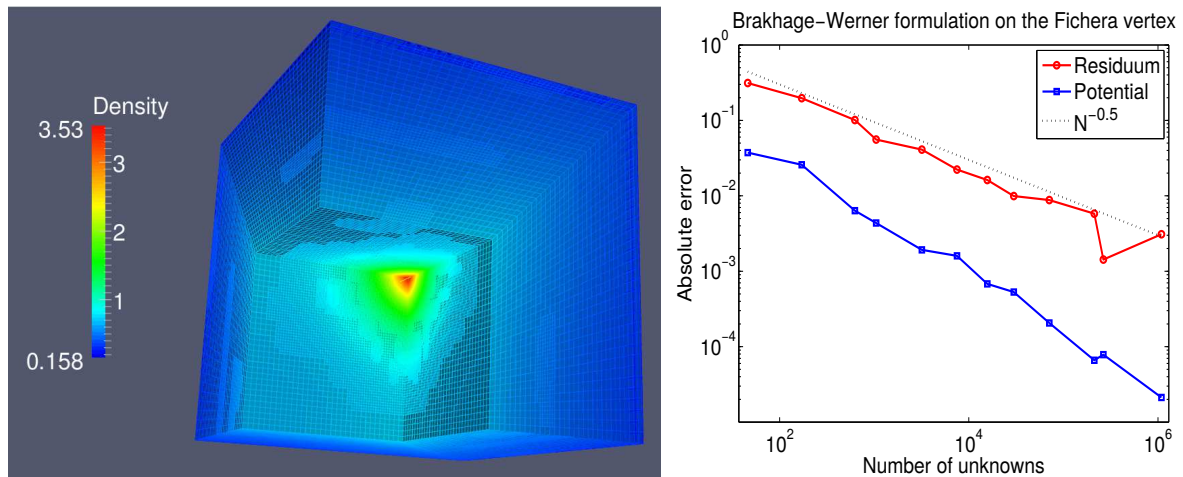 Density
3.53
3
2
1
0.158
Brakhage−Werner formulation on the Fichera vertex
Absolute error
10^0
10^−1
10^−2
10^−3
10^−4
10^2
10^4
10^6
Number of unknowns
Residuum
Potential
N^−0.5